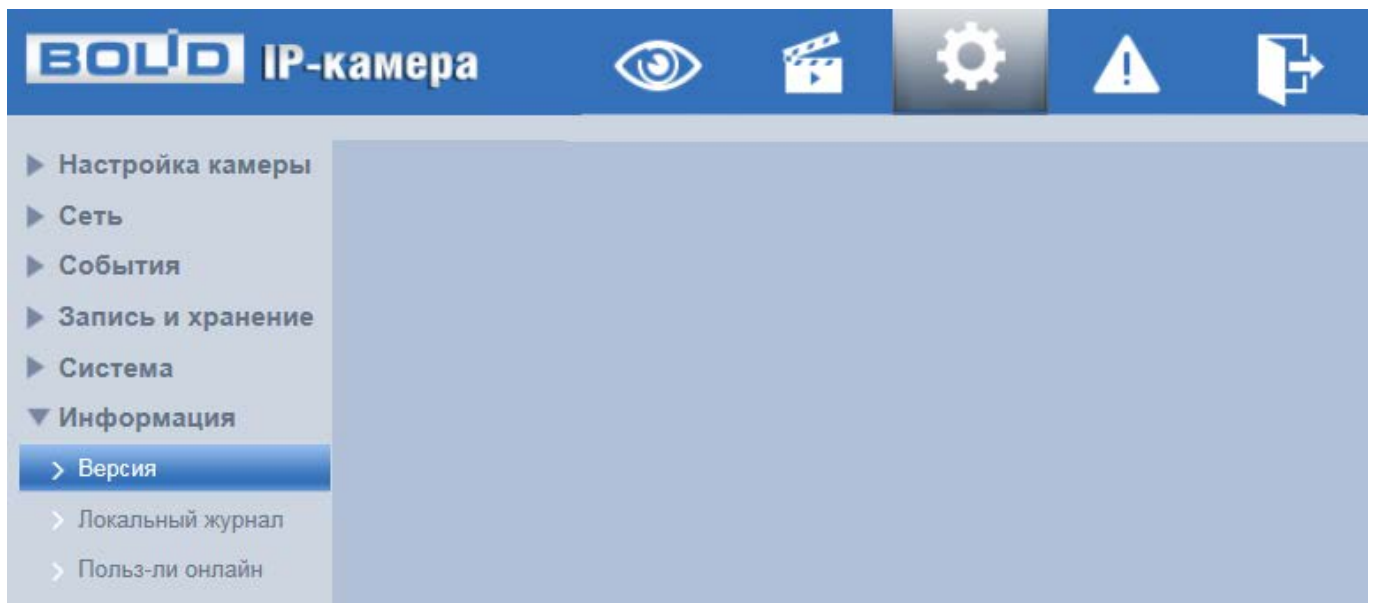 BOLID IP-камера
Настройка камеры
Сеть
События
Запись и хранение
Система
Информация
Версия
Локальный журнал
Польз-ли онлайн